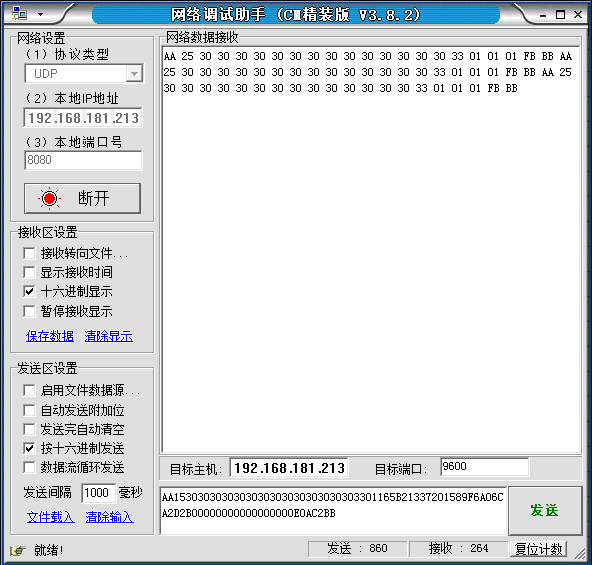 网络调试助手 (CM精装版 V3.8.2)
网络设置
(1) 协议类型
UDP
(2) 本地IP地址
192.168.181.213
(3) 本地端口号
8080
断开
接收区设置
接收转向文件...
显示接收时间
十六进制显示
暂停接收显示
保存数据 清除显示
发送区设置
启用文件数据源...
自动发送附加位
发送完自动清空
按十六进制发送
数据流循环发送
发送间隔 1000 毫秒
文件载入 清除输入
网络数据接收
AA 25 30 30 30 30 30 30 30 30 30 30 30 30 30 30 33 01 01 01 FB BB AA
25 30 30 30 30 30 30 30 30 30 30 30 30 30 30 33 01 01 01 FB BB AA 25
30 30 30 30 30 30 30 30 30 30 30 30 30 30 33 01 01 01 FB BB
目标主机: 192.168.181.213 目标端口: 9600
AA1530303030303030303030303030303301165B21337201589F6A06C
A2D2B00000000000000000E0AC2BB
发送
就绪!
发送 : 860 接收 : 264 复位计数